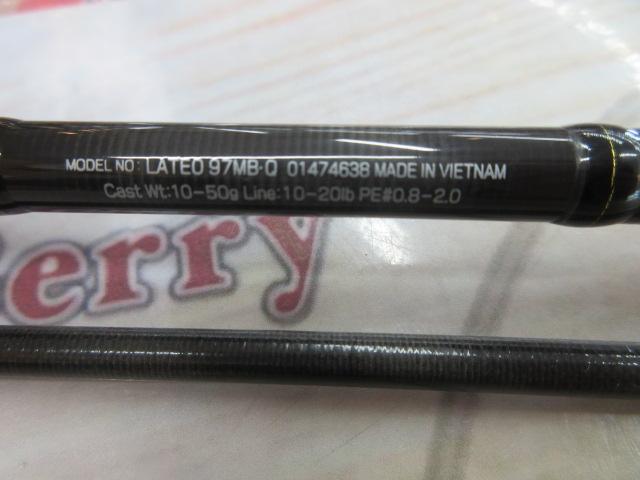 MODEL NO: LATEO 97MB·Q 01474638 MADE IN VIETNAM
Cast Wt:10-50g Line:10-20lb PE#0.8-2.0
erry